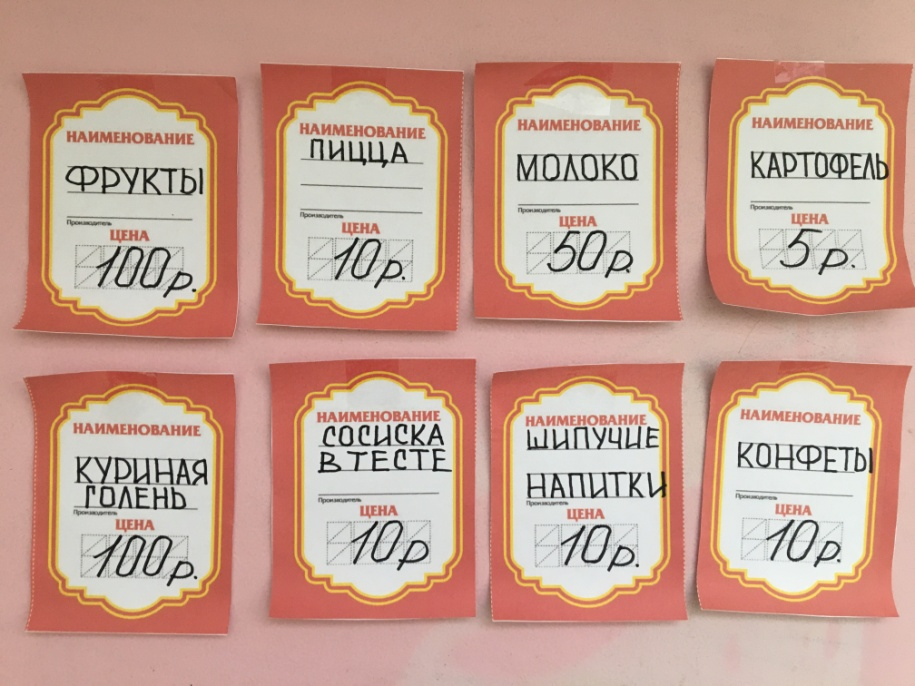 НАИМЕНОВАНИЕ
ФРУКТЫ
Производитель
ЦЕНА
100р.
НАИМЕНОВАНИЕ
ПИЦЦА
Производитель
ЦЕНА
10р.
НАИМЕНОВАНИЕ
МОЛОКО
Производитель
ЦЕНА
50р.
НАИМЕНОВАНИЕ
КАРТОФЕЛЬ
Производитель
ЦЕНА
5р.
НАИМЕНОВАНИЕ
КУРИНАЯ
ГОЛЕНЬ
Производитель
ЦЕНА
100р.
НАИМЕНОВАНИЕ
СОСИСКА
В ТЕСТЕ
Производитель
ЦЕНА
10р
НАИМЕНОВАНИЕ
ШИПУЧИЕ
НАПИТКИ
Производитель
ЦЕНА
10р.
НАИМЕНОВАНИЕ
КОНФЕТЫ
Производитель
ЦЕНА
10р.